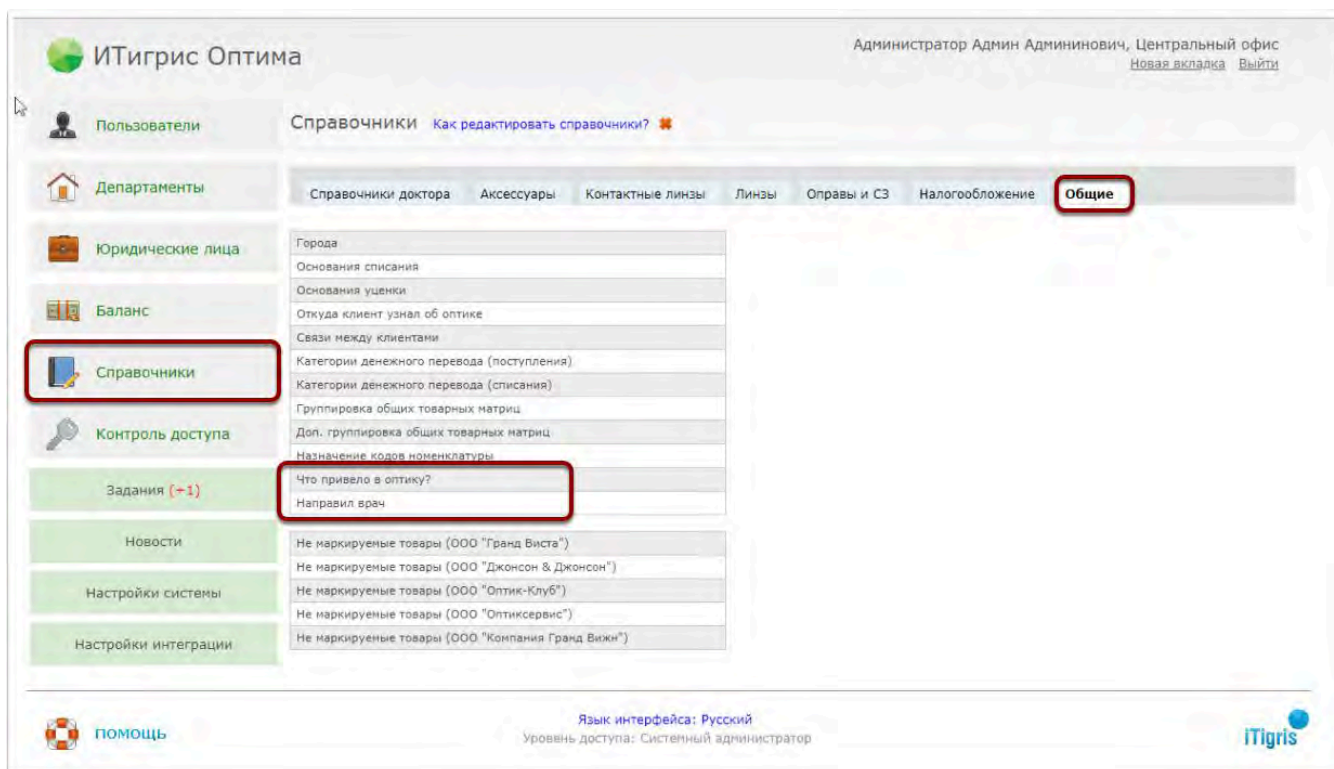 ИТигрис Оптима
Администратор Админ Админинович, Центральный офис
Новая вкладка Выйти
Пользователи
Департаменты
Юридические лица
Баланс
Справочники
Контроль доступа
Задания (+1)
Новости
Настройки системы
Настройки интеграции
Справочники Как редактировать справочники?
Справочники доктора Аксессуары Контактные линзы Линзы Оправы и СЗ Налогообложение Общие
Города
Основания списания
Основания уценки
Откуда клиент узнал об оптике
Связи между клиентами
Категории денежного перевода (поступления)
Категории денежного перевода (списания)
Группировка общих товарных матриц
Доп. группировка общих товарных матриц
Назначение кодов номенклатуры
Что привело в оптику?
Направил врач
Не маркируемые товары (ООО "Гранд Виста")
Не маркируемые товары (ООО "Джонсон & Джонсон")
Не маркируемые товары (ООО "Оптик-Клуб")
Не маркируемые товары (ООО "Оптиксервис")
Не маркируемые товары (ООО "Компания Гранд Вижн")
ПОМОЩЬ
Язык интерфейса: Русский
Уровень доступа: Системный администратор
iTigris